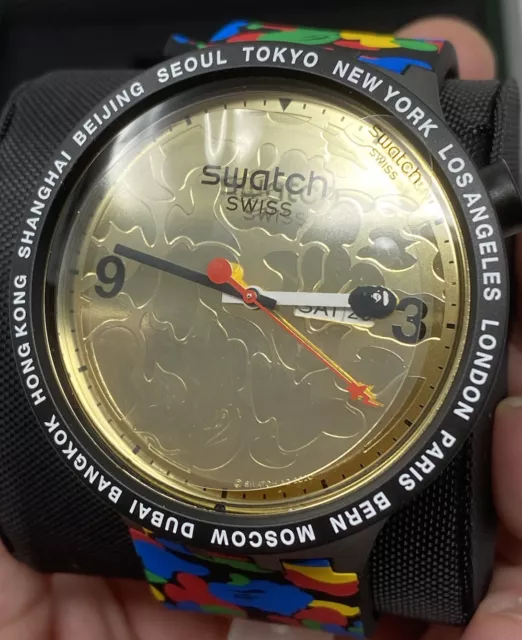 SEOUL TOKYO NEW YORK LOS ANGELES LONDON PARIS BERN MOSCOW DUBAI BANGKOK HONG KONG SHANGHAI BEIJING
swatch
SWISS
swatch
SWISS
9
SAT
3